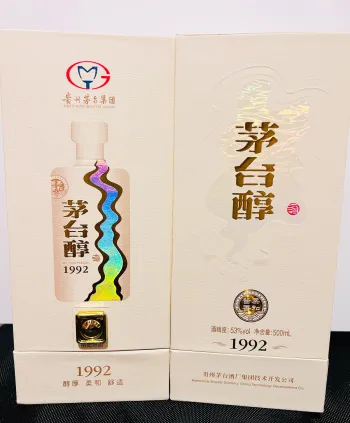 贵州茅台集团
茅台醇
1992
1992
醇厚 柔和 舒适
茅台醇
酒精度：53%vol 净含量：500mL
1992
贵州茅台酒厂集团技术开发公司